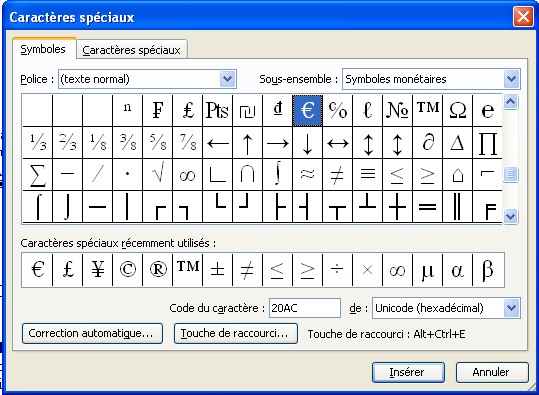 Caractères spéciaux
Symboles Caractères spéciaux
Police : (texte normal) Sous-ensemble : Symboles monétaires
ⁿ ₣ ₤ ₧ ₪ ₫ € ℅ ℓ № ™ Ω ℮
⅓ ⅔ ⅛ ⅜ ⅝ ⅞ ← ↑ → ↓ ↔ ↕ ↨ ∂ ∆ ∏
∑ − ∕ ∙ √ ∞ ∟ ∩ ∫ ≈ ≠ ≡ ≤ ≥ ⌂ ⌐
⌠ ⌡ ─ │ ┌ ┐ └ ┘ ├ ┤ ┬ ┴ ┼ ═ ║ ╒
Caractères spéciaux récemment utilisés :
€ £ ¥ © ® ™ ± ≠ ≤ ≥ ÷ × ∞ µ α β
Code du caractère : 20AC de : Unicode (hexadécimal)
Correction automatique... Touche de raccourci... Touche de raccourci : Alt+Ctrl+E
Insérer Annuler